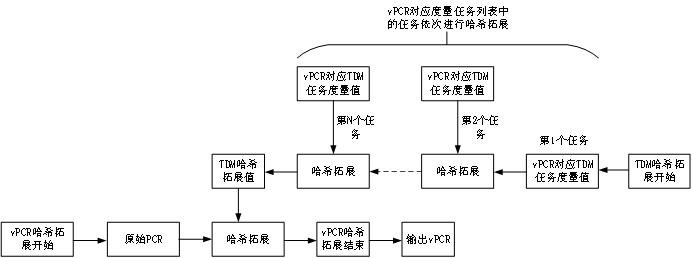 vPCR对应度量任务列表中
的任务依次进行哈希拓展
vPCR对应TDM
任务度量值
vPCR对应TDM
任务度量值
第N个任
务
第2个任
务
第1个任务
TDM哈希
拓展值
哈希拓展
哈希拓展
vPCR对应TDM
任务度量值
TDM哈希拓
展开始
vPCR哈希拓
展开始
原始PCR
哈希拓展
vPCR哈希
拓展结束
输出vPCR